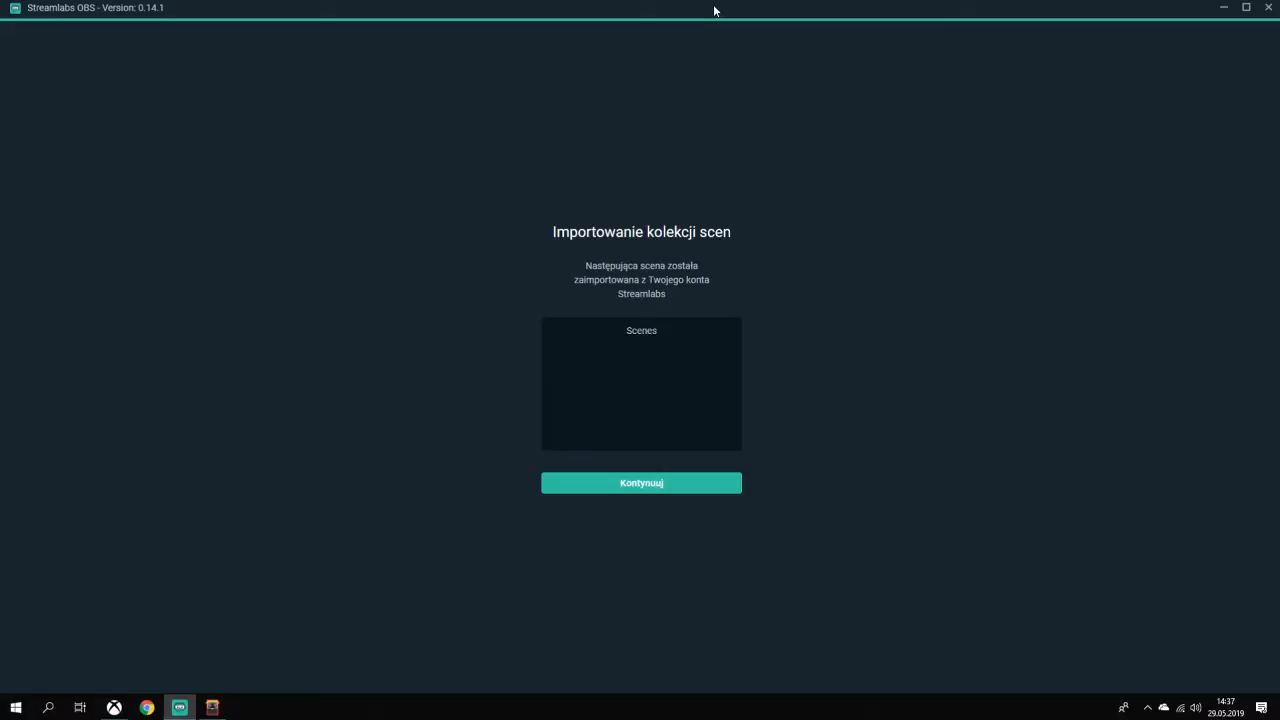 Streamlabs OBS - Version: 0.14.1
Importowanie kolekcji scen
Następująca scena została
zaimportowana z Twojego konta
Streamlabs
Scenes
Kontynuuj
14:37
29.05.2019